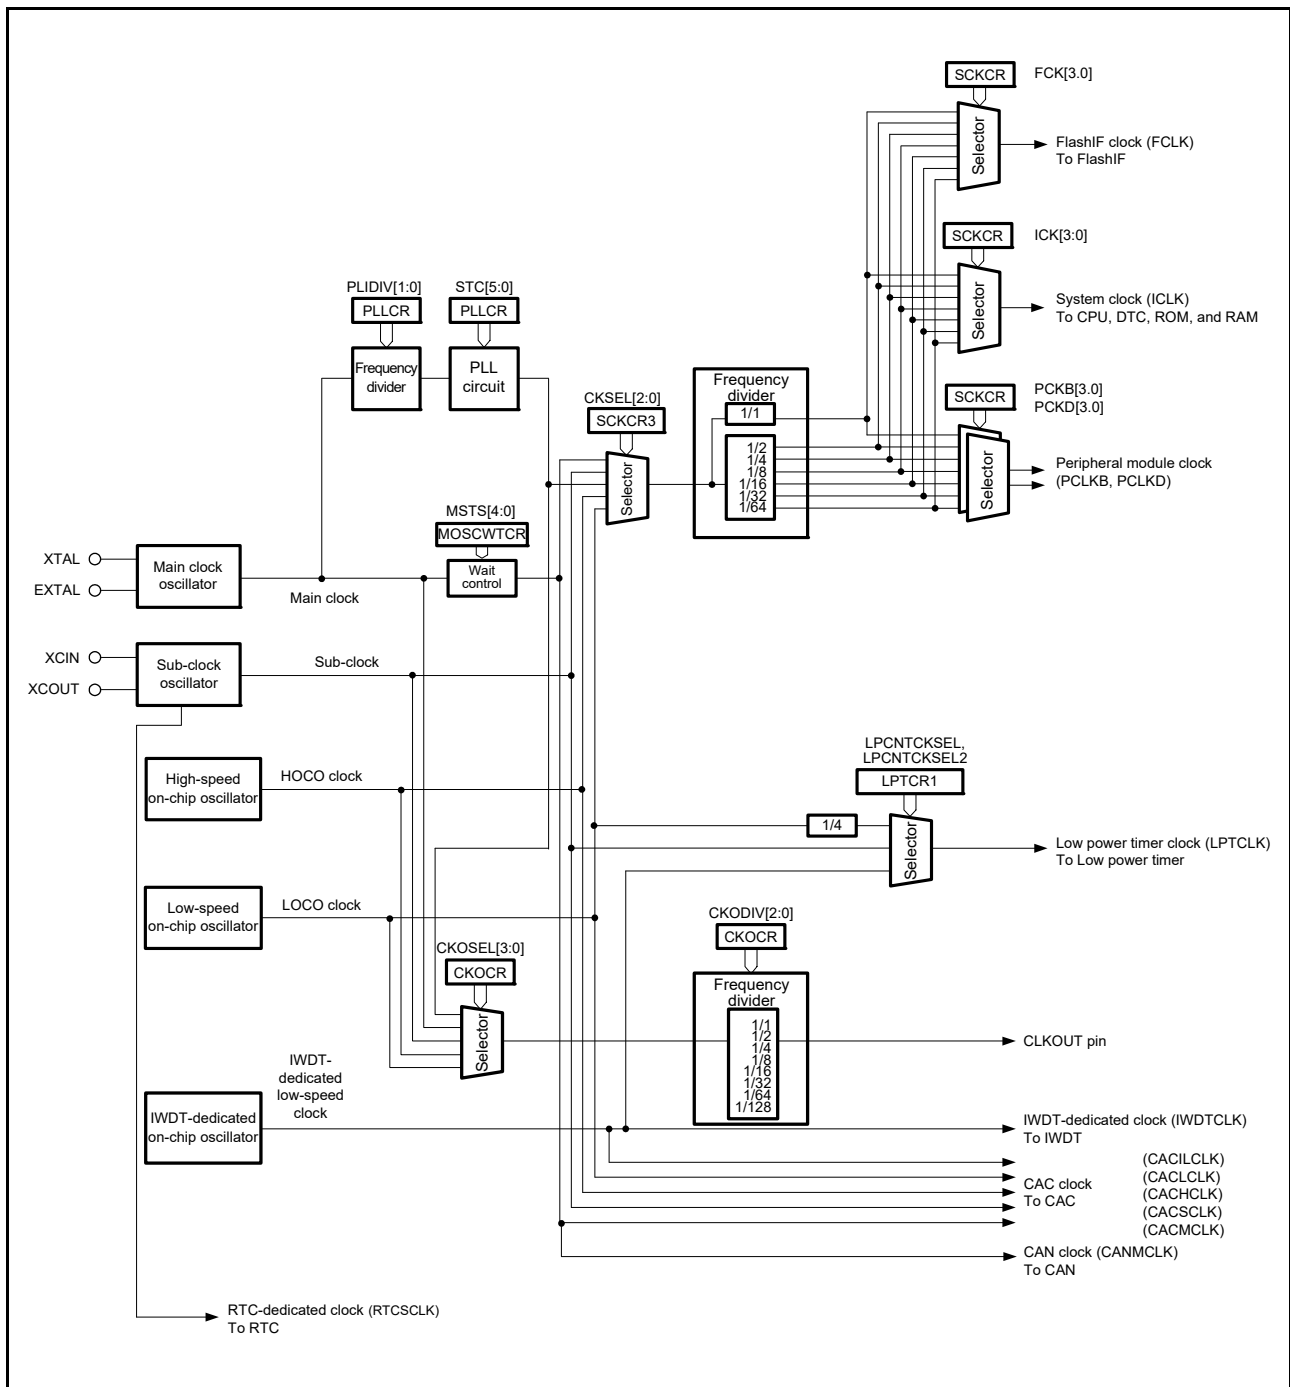 SCKCR
FCK[3.0]
Selector
FlashIF clock (FCLK)
To FlashIF
SCKCR
ICK[3:0]
Selector
System clock (ICLK)
To CPU, DTC, ROM, and RAM
PLIDIV[1:0]
STC[5:0]
PLLCR
PLLCR
Frequency
divider
PLL
circuit
CKSEL[2:0]
SCKCR3
Selector
Frequency
divider
1/1
1/2
1/4
1/8
1/16
1/32
1/64
SCKCR
PCKB[3.0]
PCKD[3.0]
Selector
Peripheral module clock
(PCLKB, PCLKD)
MSTS[4:0]
MOSCWTCR
Wait
control
XTAL
EXTAL
Main clock
oscillator
Main clock
XCIN
XCOUT
Sub-clock
oscillator
Sub-clock
High-speed
on-chip oscillator
HOCO clock
LPCNTCKSEL,
LPCNTCKSEL2
LPTCR1
1/4
Selector
Low power timer clock (LPTCLK)
To Low power timer
Low-speed
on-chip oscillator
LOCO clock
CKOSEL[3:0]
CKOCR
Selector
CKODIV[2:0]
CKOCR
Frequency
divider
1/1
1/2
1/4
1/8
1/16
1/32
1/64
1/128
CLKOUT pin
IWDT-
dedicated
low-speed
clock
IWDT-dedicated
on-chip oscillator
IWDT-dedicated clock (IWDTCLK)
To IWDT
CAC clock
To CAC
(CACILCLK)
(CACLCLK)
(CACHCLK)
(CACSCLK)
(CACMCLK)
CAN clock (CANMCLK)
To CAN
RTC-dedicated clock (RTCSCLK)
To RTC